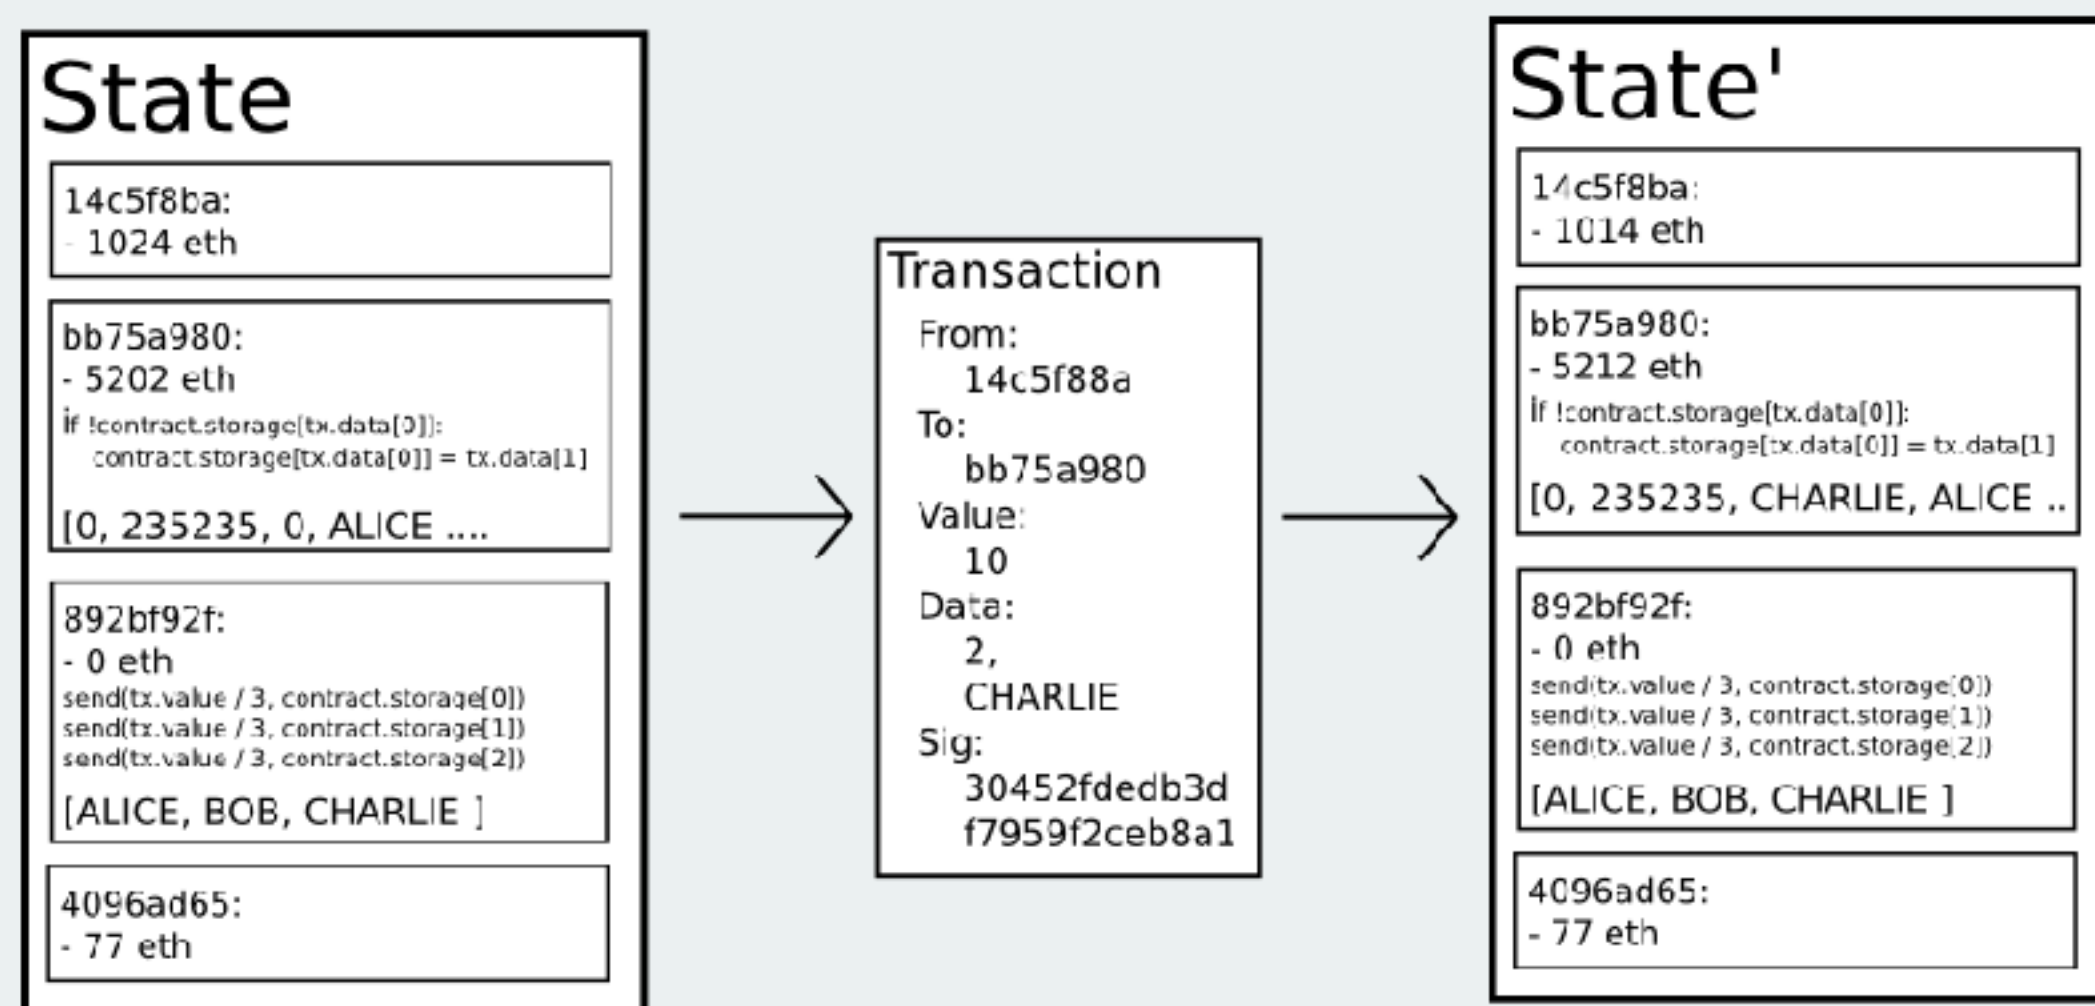 State
14c5f8ba:
- 1024 eth
bb75a980:
- 5202 eth
if !contract.storage[tx.data[0]]:
contract.storage[tx.data[0]] = tx.data[1]
[0, 235235, 0, ALICE ....
892bf92f:
- 0 eth
send(tx.value / 3, contract.storage[0])
send(tx.value / 3, contract.storage[1])
send(tx.value / 3, contract.storage[2])
[ALICE, BOB, CHARLIE ]
4096ad65:
- 77 eth
Transaction
From:
14c5f88a
To:
bb75a980
Value:
10
Data:
2,
CHARLIE
Sig:
30452fdedb3d
f7959f2ceb8a1
State'
14c5f8ba:
- 1014 eth
bb75a980:
- 5212 eth
if !contract.storage[tx.data[0]]:
contract.storage[tx.data[0]] = tx.data[1]
[0, 235235, CHARLIE, ALICE ..
892bf92f:
- 0 eth
send(tx.value / 3, contract.storage[0])
send(tx.value / 3, contract.storage[1])
send(tx.value / 3, contract.storage[2])
[ALICE, BOB, CHARLIE ]
4096ad65:
- 77 eth